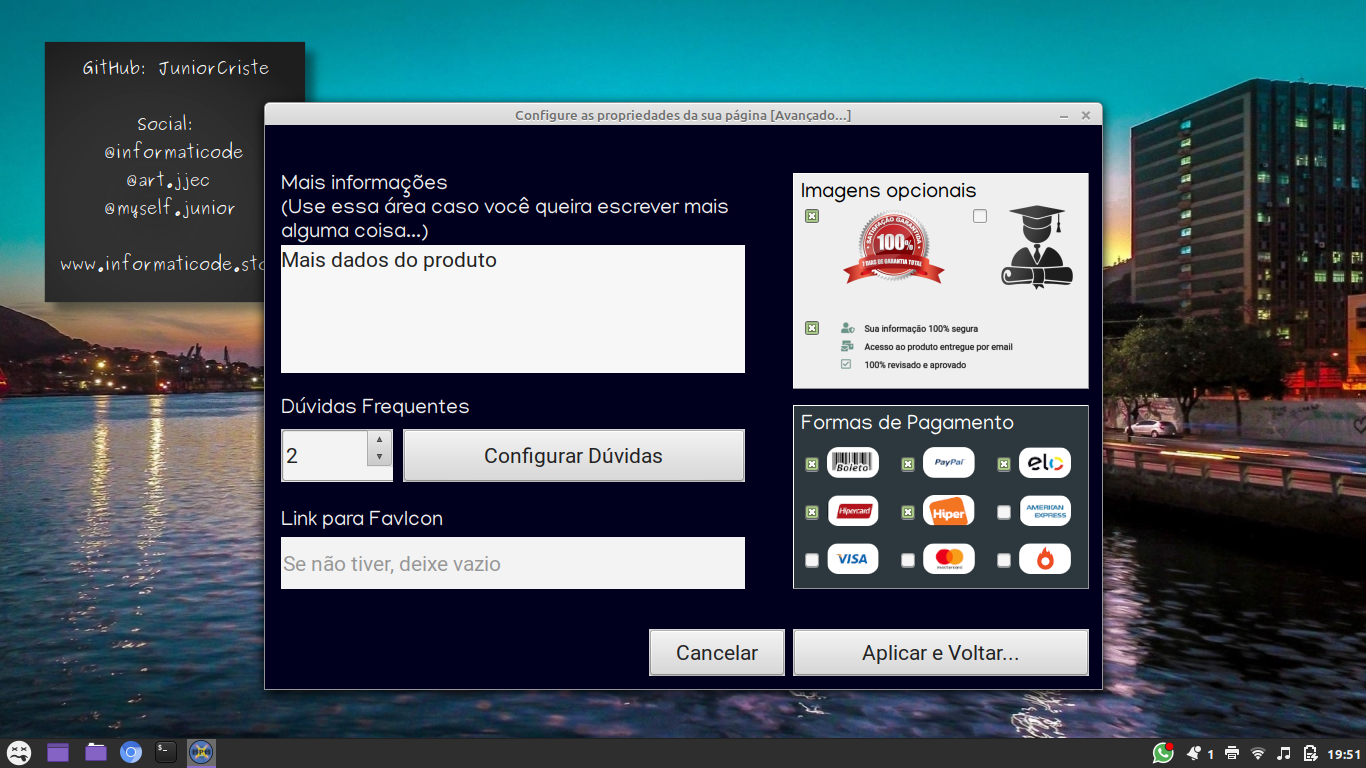 GitHub: JuniorCriste
Social:
@informaticode
@art.jjec
@myself.junior
www.informaticode.sto
Configure as propriedades da sua página [Avançado...]
Mais informações
(Use essa área caso você queira escrever mais
alguma coisa...)
Mais dados do produto
Dúvidas Frequentes
2
Configurar Dúvidas
Link para FavIcon
Se não tiver, deixe vazio
Imagens opcionais
SATISFAÇÃO GARANTIDA
100%
7 DIAS DE GARANTIA TOTAL
Sua informação 100% segura
Acesso ao produto entregue por email
100% revisado e aprovado
Formas de Pagamento
Boleto
PayPal
elo
Hipercard
Hiper
AMERICAN
EXPRESS
VISA
mastercard
Cancelar
Aplicar e Voltar...
1
19:51